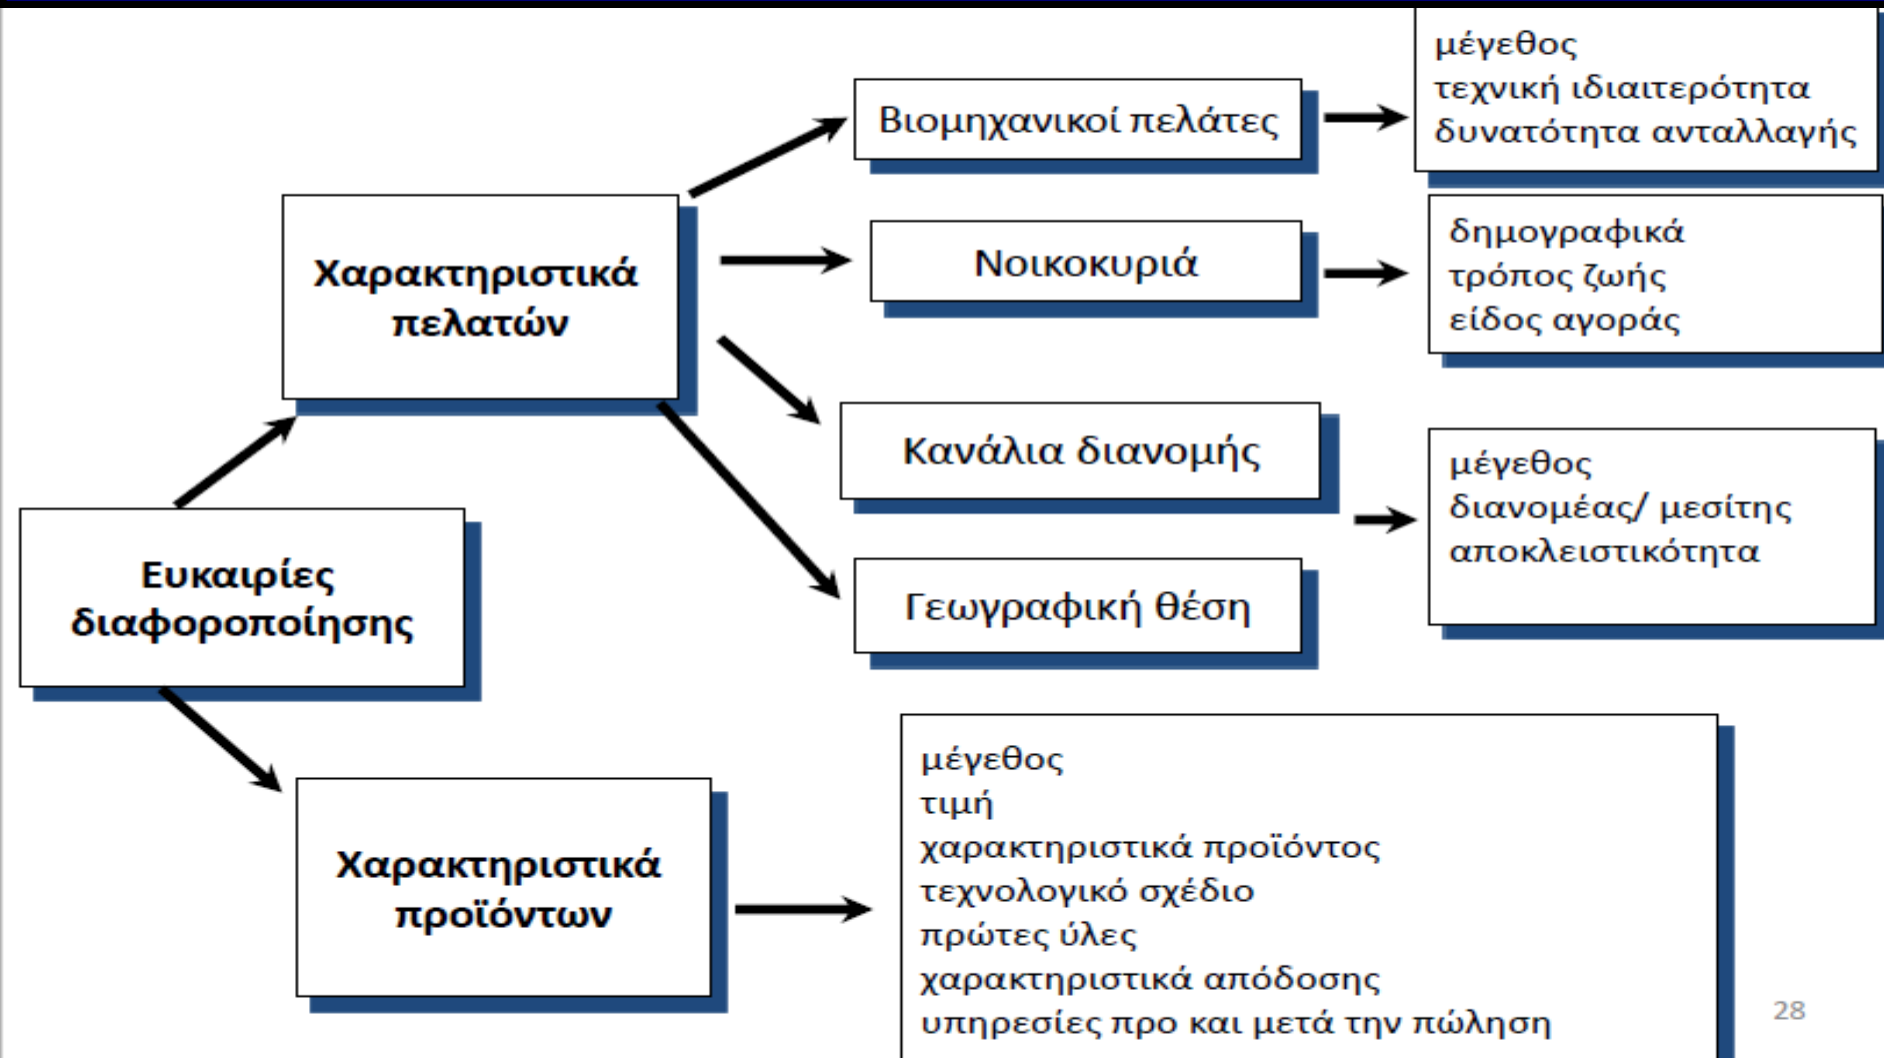 μέγεθος
τεχνική ιδιαιτερότητα
δυνατότητα ανταλλαγής
Βιομηχανικοί πελάτες
Χαρακτηριστικά
πελατών
Νοικοκυριά
δημογραφικά
τρόπος ζωής
είδος αγοράς
Κανάλια διανομής
μέγεθος
διανομέας/ μεσίτης
αποκλειστικότητα
Ευκαιρίες
διαφοροποίησης
Γεωγραφική θέση
Χαρακτηριστικά
προϊόντων
μέγεθος
τιμή
χαρακτηριστικά προϊόντος
τεχνολογικό σχέδιο
πρώτες ύλες
χαρακτηριστικά απόδοσης
υπηρεσίες προ και μετά την πώληση
28